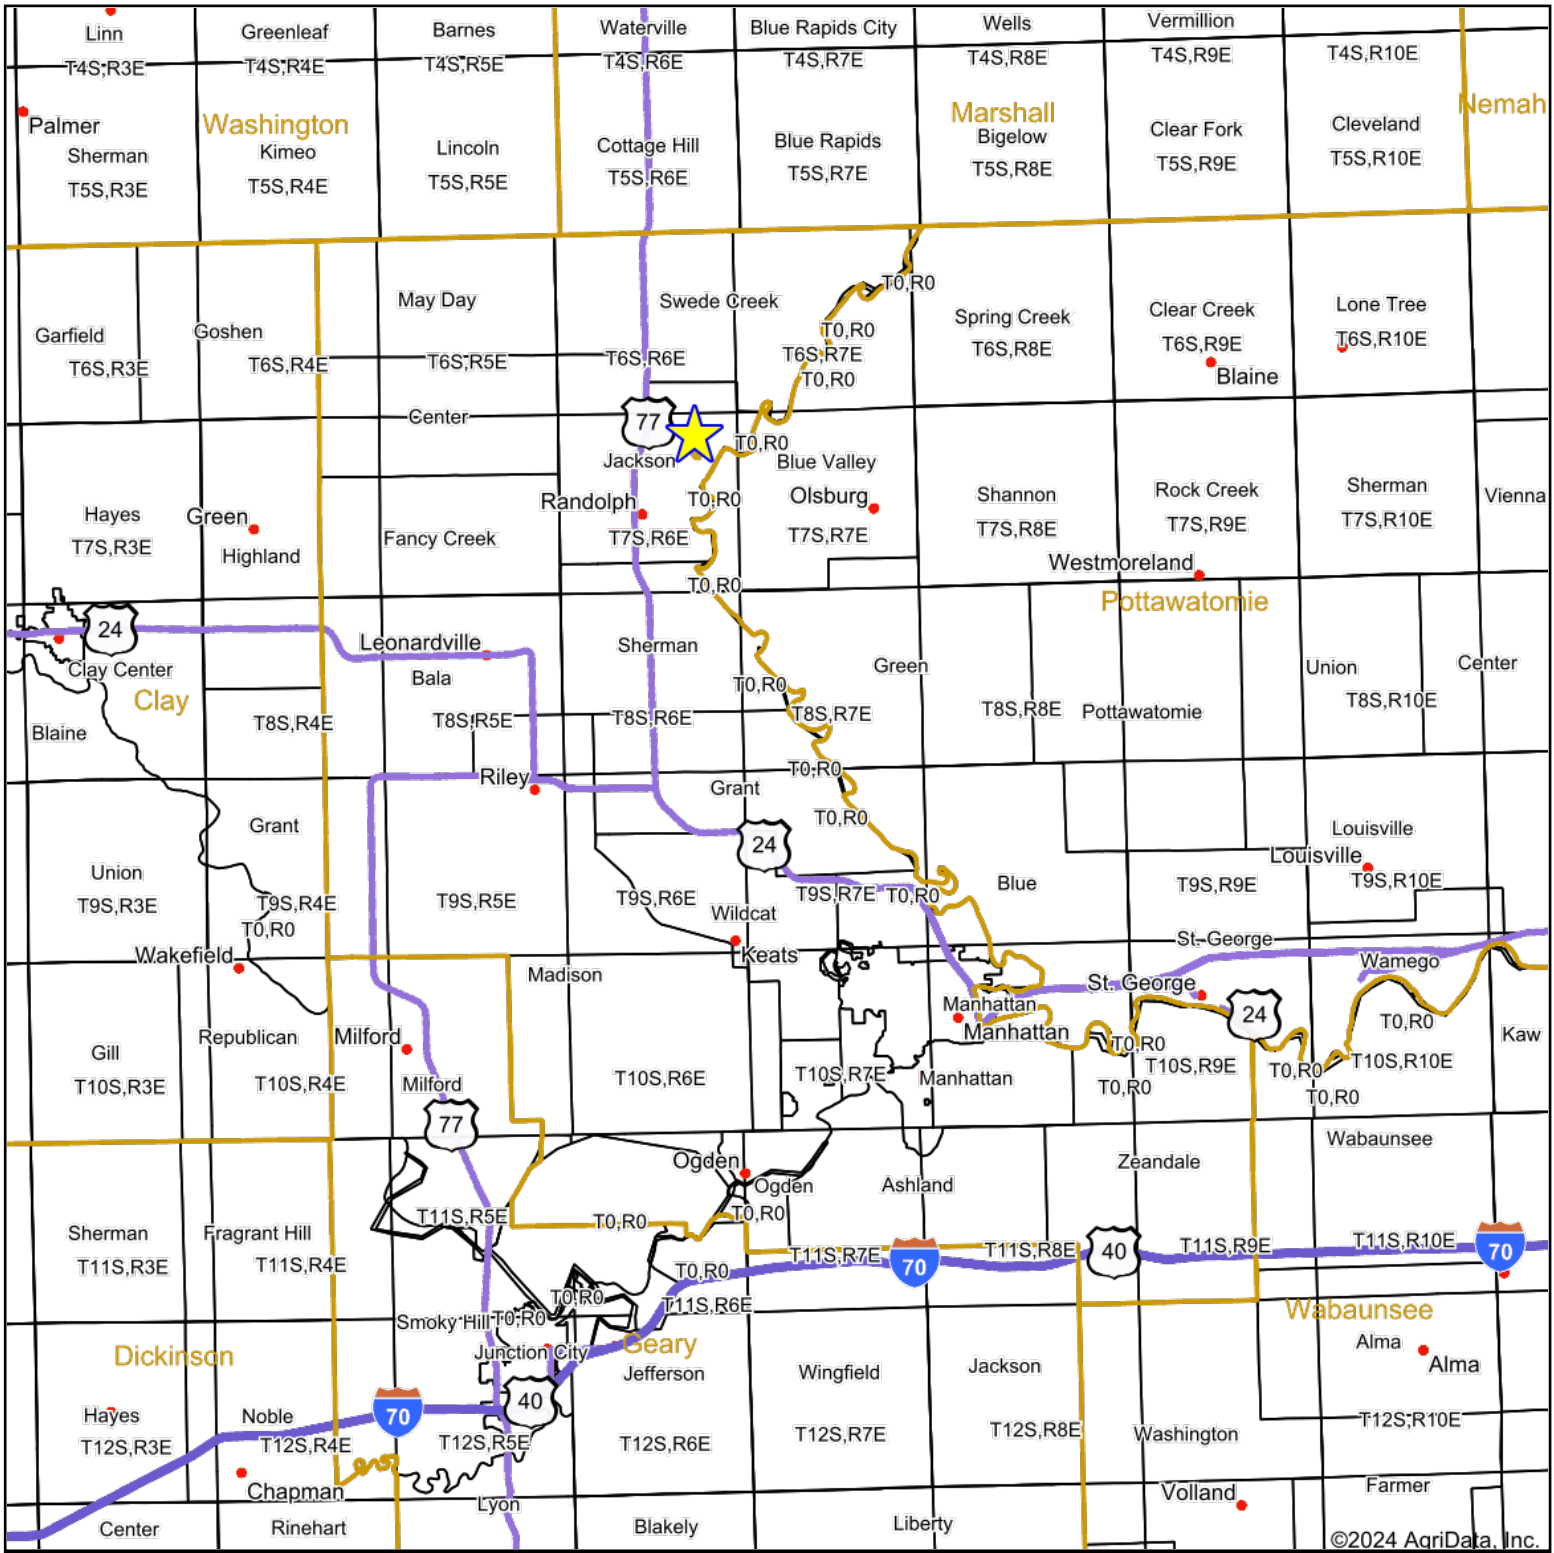 Linn
Greenleaf
Barnes
Waterville
Blue Rapids City
Wells
Vermillion
T4S,R3E
T4S,R4E
T4S,R5E
T4S,R6E
T4S,R7E
T4S,R8E
T4S,R9E
T4S,R10E
Palmer
Washington
Marshall
Nemah
Sherman
Kimeo
Lincoln
Cottage Hill
Blue Rapids
Bigelow
Clear Fork
Cleveland
T5S,R3E
T5S,R4E
T5S,R5E
T5S,R6E
T5S,R7E
T5S,R8E
T5S,R9E
T5S,R10E
T0,R0
May Day
Swede Creek
Garfield
Goshen
T0,R0
Spring Creek
Clear Creek
Lone Tree
T6S,R3E
T6S,R4E
T6S,R5E
T6S,R6E
T6S,R7E
T6S,R8E
T6S,R9E
T6S,R10E
T0,R0
Blaine
Center
77
T0,R0
Jackson
Blue Valley
Randolph
T0,R0
Olsburg
Shannon
Rock Creek
Sherman
Vienna
Hayes
Green
T7S,R3E
Highland
Fancy Creek
T7S,R6E
T7S,R7E
T7S,R8E
T7S,R9E
T7S,R10E
T0,R0
Westmoreland
Pottawatomie
24
Leonardville
Sherman
Green
Union
Center
Clay Center
Bala
Clay
T0,R0
Blaine
T8S,R4E
T8S,R5E
T8S,R6E
T8S,R7E
T8S,R8E
Pottawatomie
T8S,R10E
Riley
T0,R0
Grant
T0,R0
Grant
24
Louisville
Louisville
Union
Blue
T9S,R3E
T9S,R4E
T9S,R5E
T9S,R6E
T9S,R7E
T0,R0
T9S,R9E
T9S,R10E
T0,R0
Wildcat
Wakefield
Keats
St. George
Wamego
Madison
St. George
Manhattan
Manhattan
24
T0,R0
Gill
Republican
Milford
T0,R0
Kaw
T10S,R3E
T10S,R4E
Milford
T10S,R6E
T10S,R7E
Manhattan
T10S,R9E
T0,R0
T0,R0
T10S,R10E
T0,R0
77
Wabaunsee
Ogden
Ogden
Ashland
Zeandale
Sherman
Fragrant Hill
T11S,R5E
T0,R0
T0,R0
T11S,R3E
T11S,R4E
T0,R0
T11S,R7E
70
T11S,R8E
40
T11S,R9E
T11S,R10E
70
T0,R0
T11S,R6E
Smoky Hill
T0,R0
Wabaunsee
Dickinson
Junction City
Geary
Jefferson
Wingfield
Jackson
Alma
Alma
Hayes
Noble
70
40
T12S,R3E
T12S,R4E
T12S,R5E
T12S,R6E
T12S,R7E
T12S,R8E
Washington
T12S,R10E
Chapman
Lyon
Volland
Farmer
Center
Rinehart
Blakely
Liberty
©2024 AgriData, Inc.